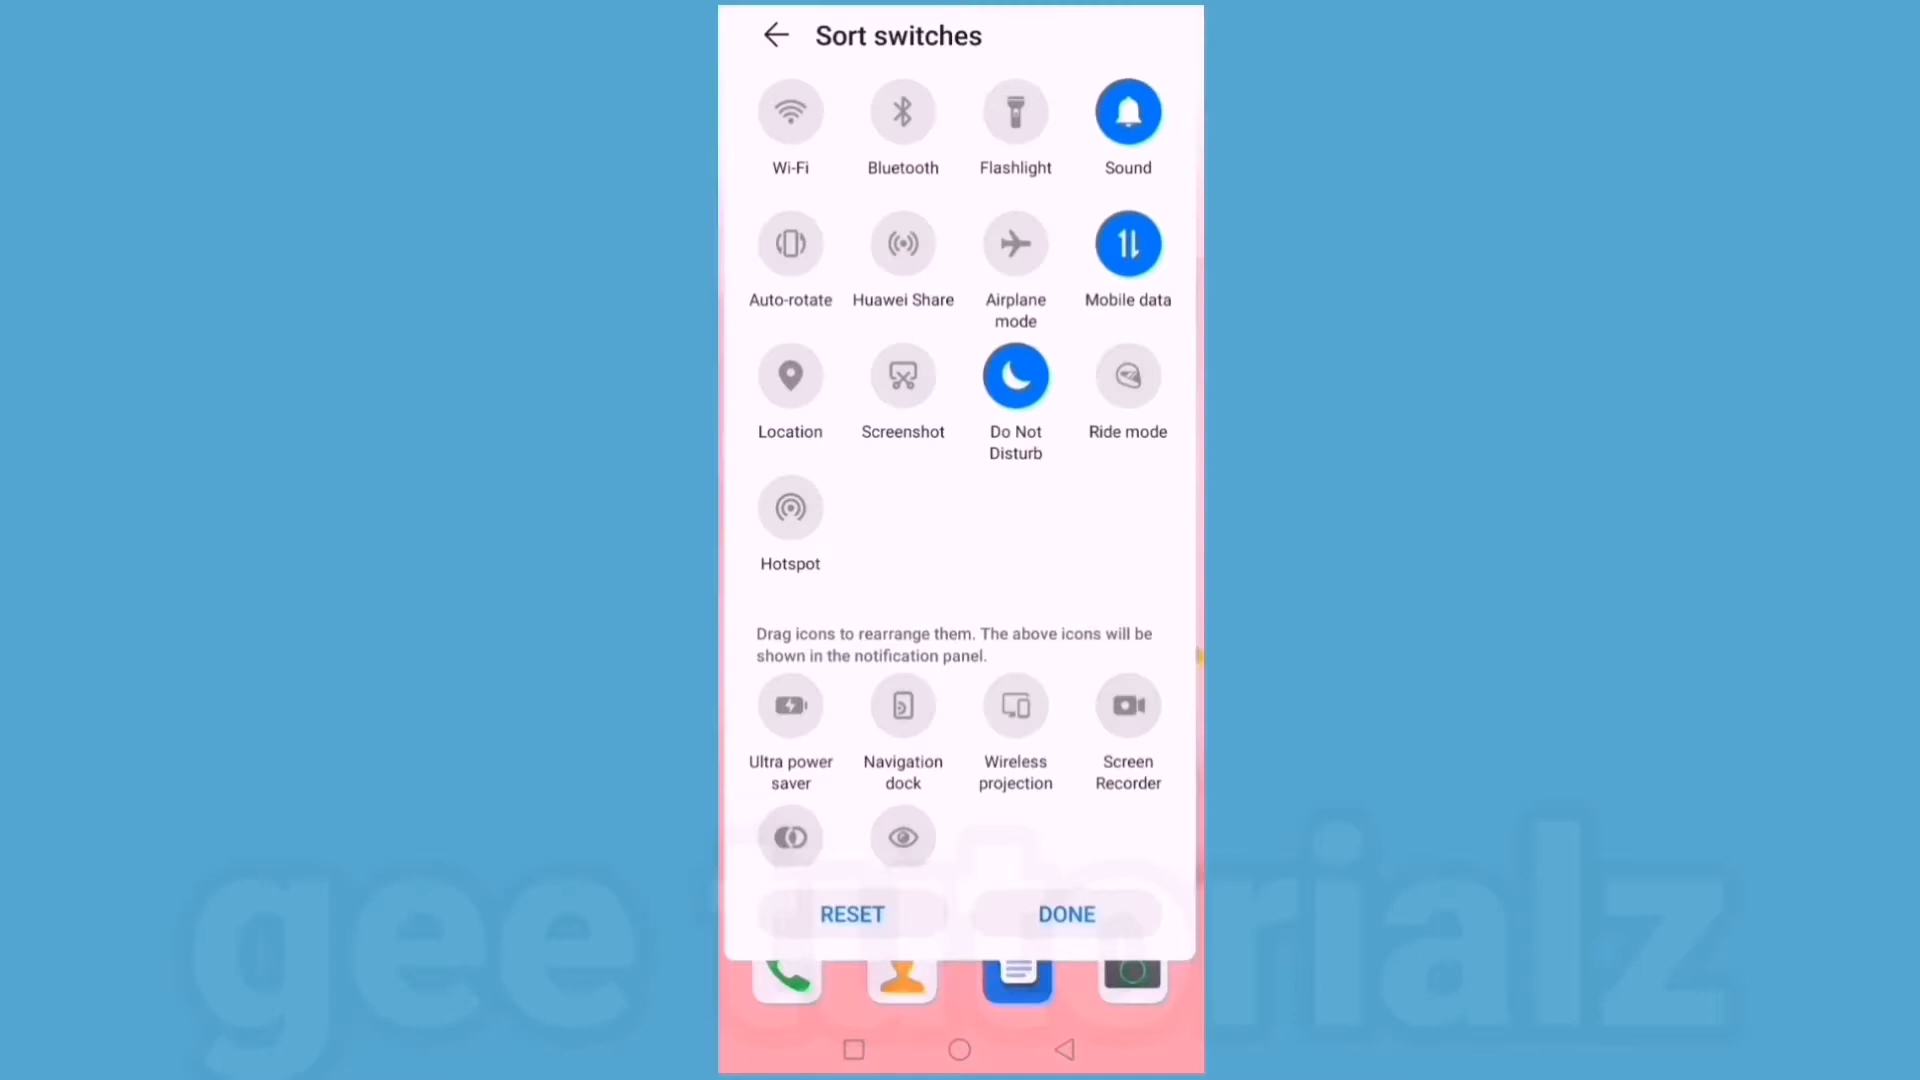 Sort switches
Wi-Fi Bluetooth Flashlight Sound
Auto-rotate Huawei Share Airplane mode Mobile data
Location Screenshot Do Not Disturb Ride mode
Hotspot
Drag icons to rearrange them. The above icons will be
shown in the notification panel.
Ultra power saver Navigation dock Wireless projection Screen Recorder
RESET DONE
gee tutorialz